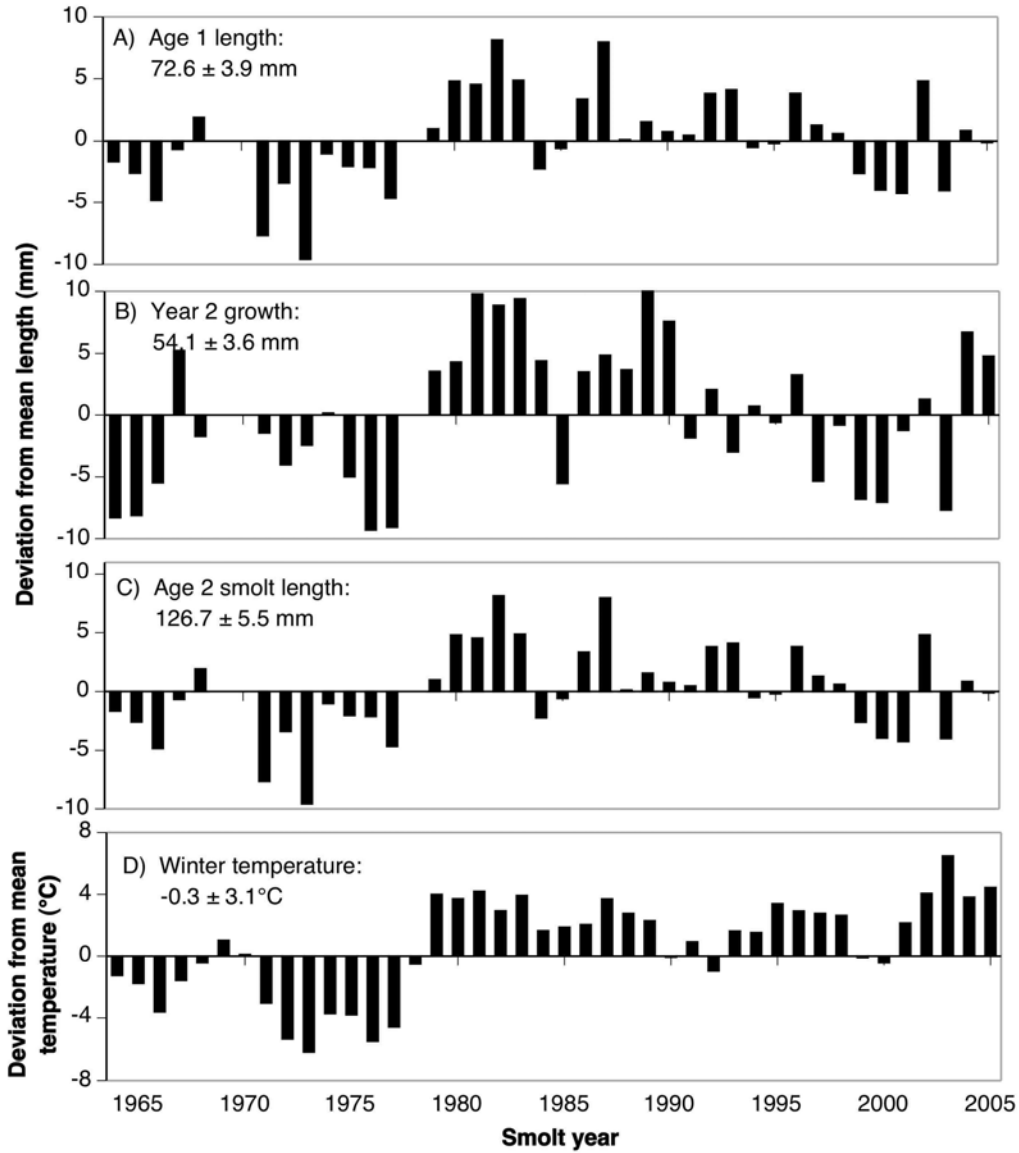 10
A) Age 1 length:
72.6 ± 3.9 mm
5
0
-5
-10
10
B) Year 2 growth:
54.1 ± 3.6 mm
5
0
-5
-10
Deviation from mean length (mm)
10
C) Age 2 smolt length:
126.7 ± 5.5 mm
5
0
-5
-10
8
D) Winter temperature:
-0.3 ± 3.1°C
4
0
-4
-8
Deviation from mean
temperature (°C)
1965 1970 1975 1980 1985 1990 1995 2000 2005
Smolt year